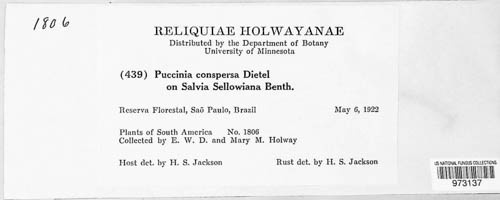 1806
RELIQUIAE HOLWAYANAE
Distributed by the Department of Botany
University of Minnesota
(439) Puccinia conspersa Dietel
on Salvia Sellowiana Benth.
Reserva Florestal, Saõ Paulo, Brazil May 6, 1922
Plants of South America No. 1806
Collected by E. W. D. and Mary M. Holway
Host det. by H. S. Jackson Rust det. by H. S. Jackson
US NATIONAL FUNGUS COLLECTIONS
973137